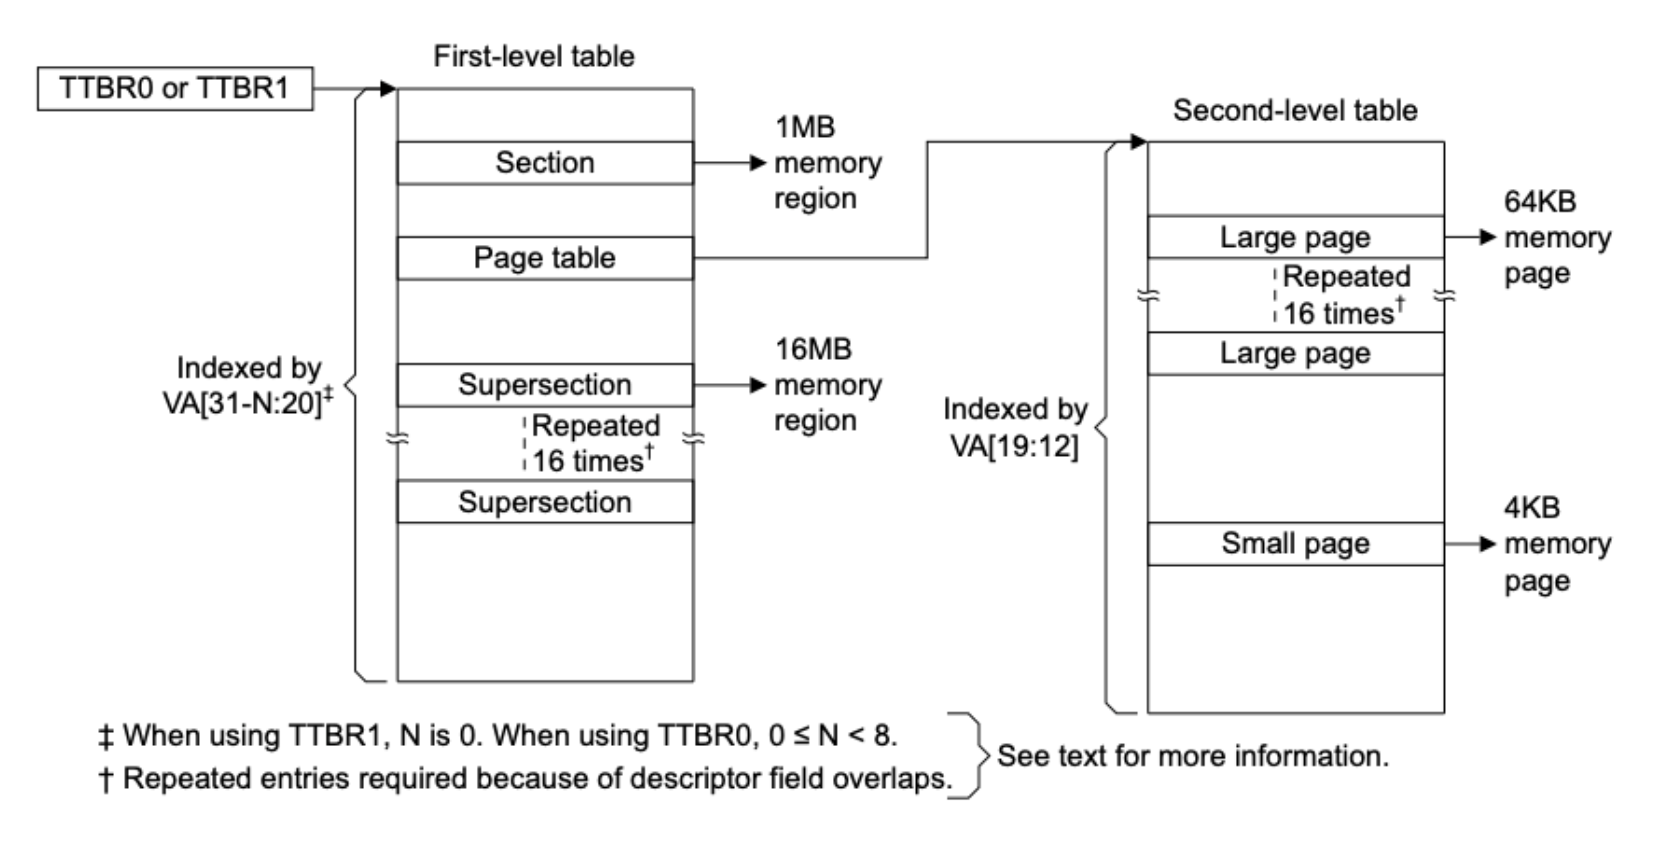 First-level table
TTBR0 or TTBR1
Section
1MB
memory
region
Page table
Indexed by
VA[31-N:20]‡
Supersection
16MB
memory
region
Repeated
16 times†
Supersection
Second-level table
Large page
64KB
memory
page
Repeated
16 times†
Large page
Indexed by
VA[19:12]
Small page
4KB
memory
page
‡ When using TTBR1, N is 0. When using TTBR0, 0 ≤ N < 8.
† Repeated entries required because of descriptor field overlaps.
See text for more information.